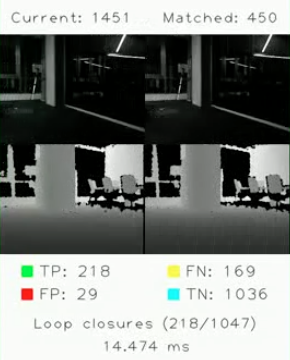 Current: 1451 Matched: 450
TP: 218 FN: 169
FP: 29 TN: 1036
Loop closures (218/1047)
14.474 ms